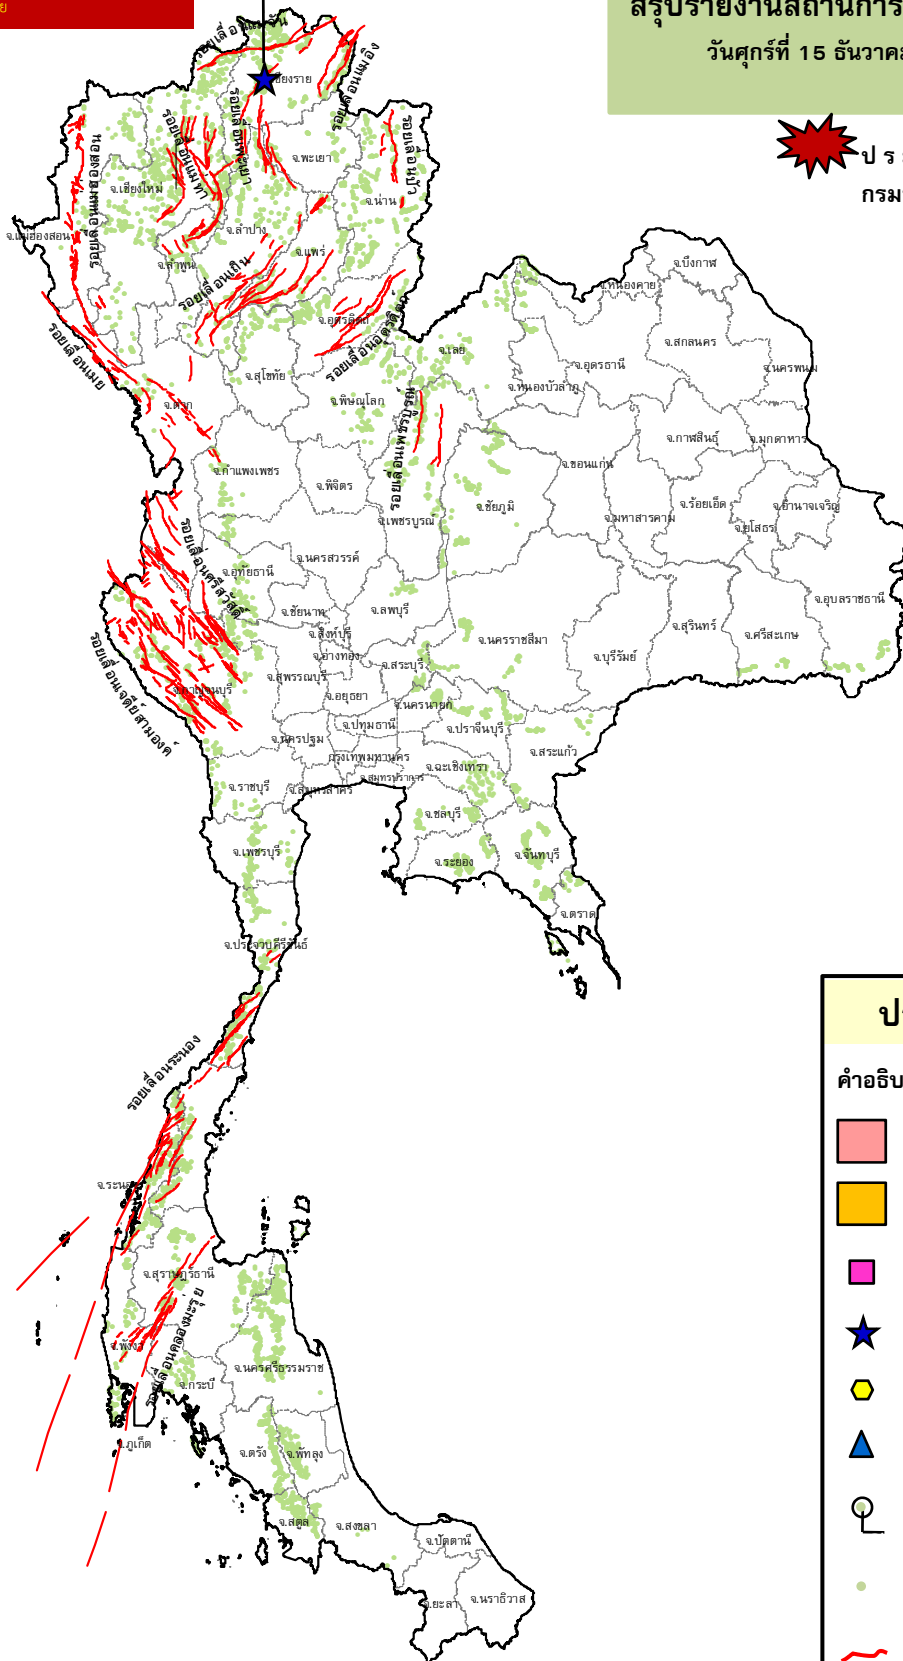 ย
สรุปรายงานสถานการ
วันศุกร์ที่ 15 ธันวาค
ป ร
กรม
รอยเลื่อนแม่จัน
รอยเลื่อนแม่อิง
รอยเลื่อนแม่ฮ่องสอน
รอยเลื่อนแม่ทา
รอยเลื่อนพะเยา
รอยเลื่อนปัว
รอยเลื่อนเถิน
รอยเลื่อนอุตรดิตถ์
รอยเลื่อนเมย
รอยเลื่อนเพชรบูรณ์
รอยเลื่อนศรีสวัสดิ์
รอยเลื่อนเจดีย์สามองค์
รอยเลื่อนระนอง
รอยเลื่อนคลองมะรุ่ย
เชียงราย
จ.พะเยา
จ.เชียงใหม่
จ.น่าน
จ.แม่ฮ่องสอน
จ.ลำปาง
จ.แพร่
จ.ลำพูน
จ.อุตรดิตถ์
จ.บึงกาฬ
จ.หนองคาย
จ.เลย
จ.สกลนคร
จ.อุดรธานี
จ.นครพนม
จ.สุโขทัย
จ.หนองบัวลำภู
จ.ตาก
จ.พิษณุโลก
จ.กาฬสินธุ์
จ.มุกดาหาร
จ.กำแพงเพชร
จ.ขอนแก่น
จ.พิจิตร
จ.เพชรบูรณ์
จ.ชัยภูมิ
จ.มหาสารคาม
จ.ร้อยเอ็ด
จ.ยโสธร
จ.อำนาจเจริญ
จ.นครสวรรค์
จ.อุทัยธานี
จ.ชัยนาท
จ.ลพบุรี
จ.อุบลราชธานี
จ.สิงห์บุรี
จ.นครราชสีมา
จ.สุรินทร์
จ.ศรีสะเกษ
จ.อ่างทอง
จ.สระบุรี
จ.บุรีรัมย์
จ.สุพรรณบุรี
จ.กาญจนบุรี
จ.อยุธยา
จ.นครนายก
จ.ปทุมธานี
จ.ปราจีนบุรี
จ.นครปฐม
กรุงเทพมหานคร
จ.สระแก้ว
จ.ฉะเชิงเทรา
จ.สมุทรปราการ
จ.ราชบุรี
จ.สมุทรสาคร
จ.ชลบุรี
จ.เพชรบุรี
จ.ระยอง
จ.จันทบุรี
จ.ตราด
จ.ประจวบคีรีขันธ์
จ.ระนอง
จ.สุราษฎร์ธานี
จ.พังงา
จ.นครศรีธรรมราช
จ.กระบี่
จ.ภูเก็ต
จ.ตรัง
จ.พัทลุง
จ.สตูล
จ.สงขลา
จ.ปัตตานี
จ.ยะลา
จ.นราธิวาส
คำอธิบ